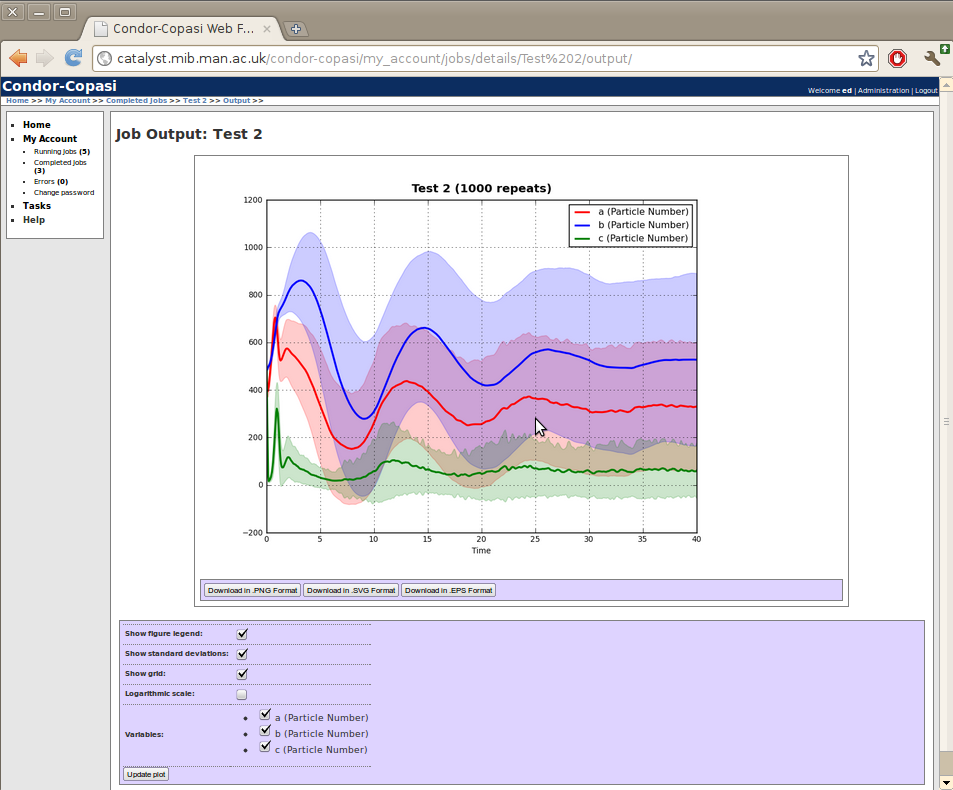 Condor-Copasi Web F...
catalyst.mib.man.ac.uk/condor-copasi/my_account/jobs/details/Test%202/output/
Condor-Copasi
Welcome ed | Administration | Logout
Home >> My Account >> Completed Jobs >> Test 2 >> Output >>
Home
My Account
Running Jobs (5)
Completed Jobs
(3)
Errors (0)
Change password
Tasks
Help
Job Output: Test 2
Test 2 (1000 repeats)
a (Particle Number)
b (Particle Number)
c (Particle Number)
1200
1000
800
600
400
200
0
−200
0 5 10 15 20 25 30 35 40
Time
Download in .PNG Format Download in .SVG Format Download in .EPS Format
Show figure legend:
Show standard deviations:
Show grid:
Logarithmic scale:
Variables:
a (Particle Number)
b (Particle Number)
c (Particle Number)
Update plot